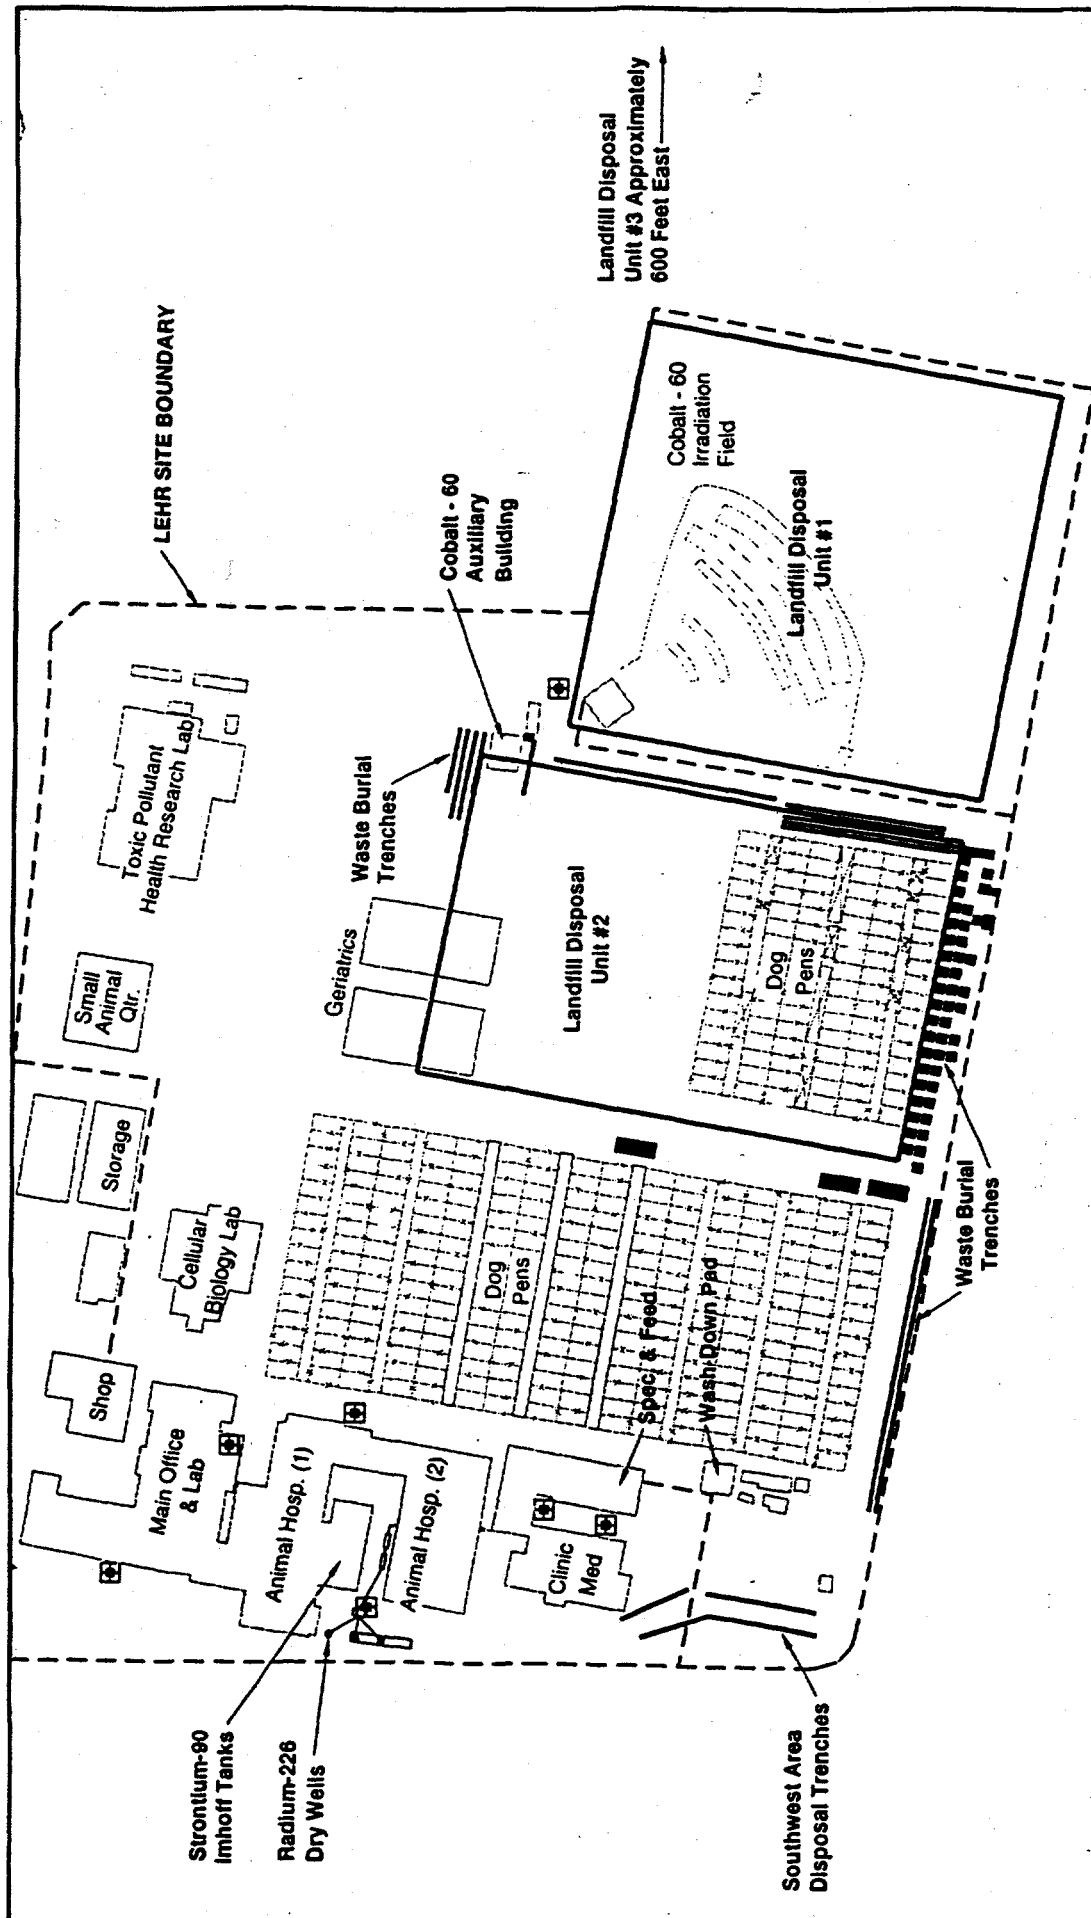 LEHR SITE BOUNDARY
Landfill Disposal
Unit #3 Approximately
600 Feet East
Cobalt - 60
Auxiliary
Building
Cobalt - 60
Irradiation
Field
Landfill Disposal
Unit #1
Toxic Pollutant
Health Research Lab
Waste Burial
Trenches
Small
Animal
Qtr.
Geriatrics
Landfill Disposal
Unit #2
Dog
Pens
Storage
Cellular
Biology Lab
Dog
Pens
Waste Burial
Trenches
Shop
Main Office
& Lab
Animal Hosp. (1)
Animal Hosp. (2)
Spec. & Feed
Wash-Down Pad
Clinic
Med
Strontium-90
Imhoff Tanks
Radium-226
Dry Wells
Southwest Area
Disposal Trenches